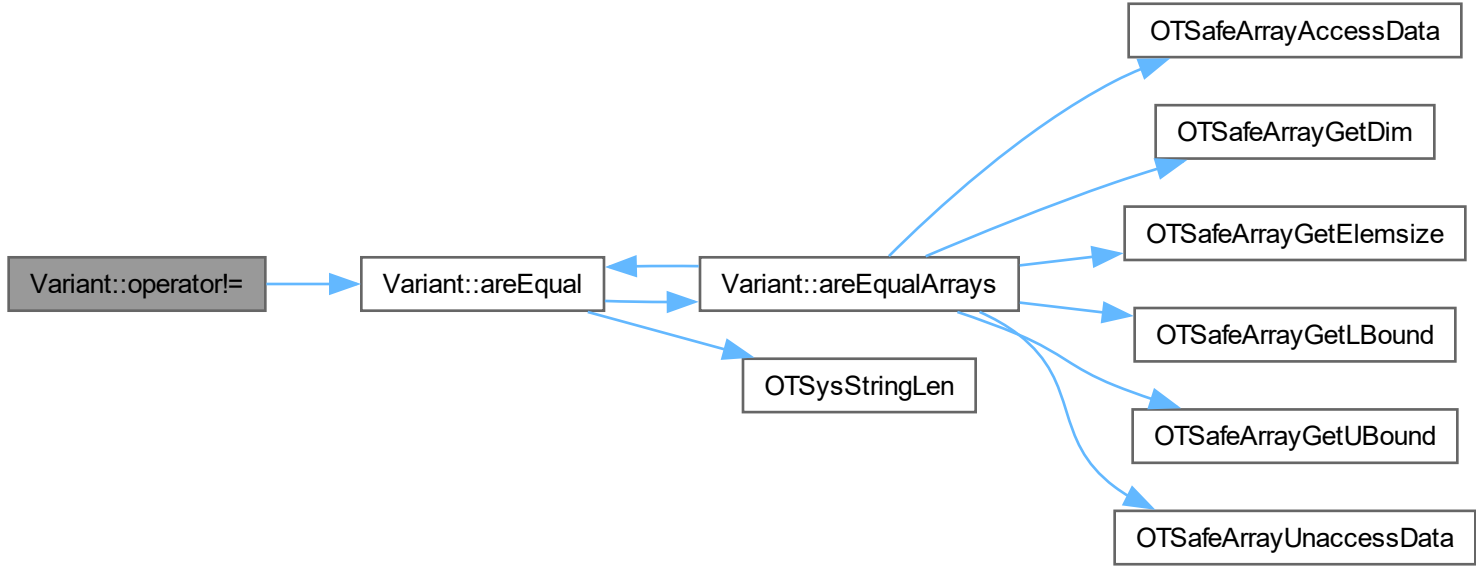 OTSafeArrayAccessData
OTSafeArrayGetDim
OTSafeArrayGetElemsize
Variant::operator!=
Variant::areEqual
Variant::areEqualArrays
OTSafeArrayGetLBound
OTSysStringLen
OTSafeArrayGetUBound
OTSafeArrayUnaccessData